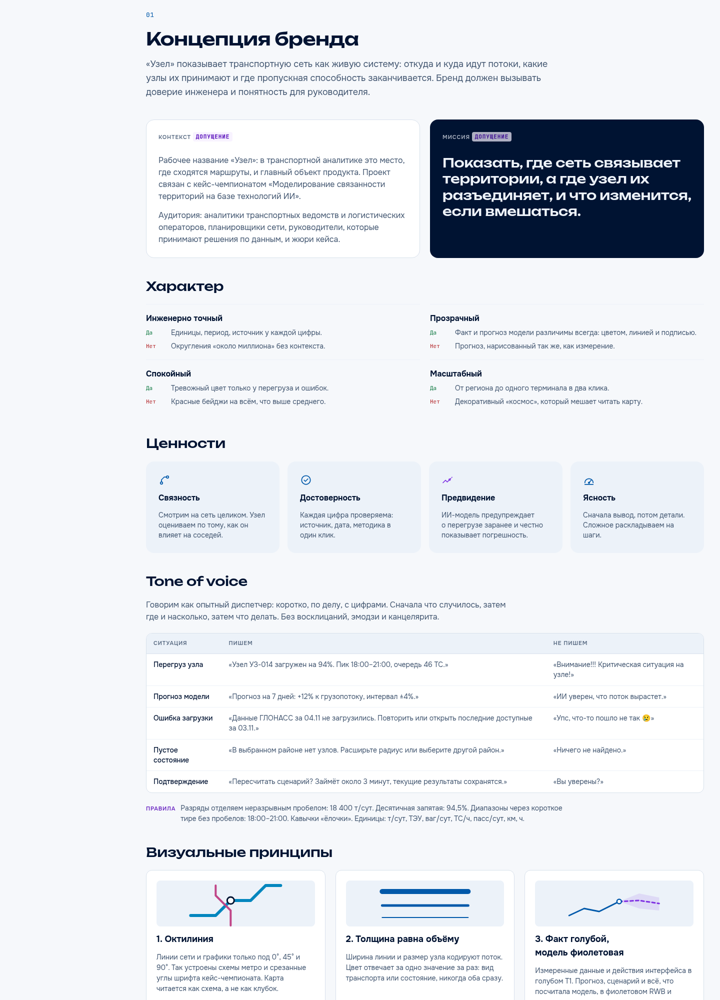 01
Концепция бренда
«Узел» показывает транспортную сеть как живую систему: откуда и куда идут потоки, какие
узлы их принимают и где пропускная способность заканчивается. Бренд должен вызывать
доверие инженера и понятность для руководителя.
КОНТЕКСТ ДОПУЩЕНИЕ
Рабочее название «Узел»: в транспортной аналитике это место,
где сходятся маршруты, и главный объект продукта. Проект
связан с кейс-чемпионатом «Моделирование связанности
территорий на базе технологий ИИ».
Аудитория: аналитики транспортных ведомств и логистических
операторов, планировщики сети, руководители, которые
принимают решения по данным, и жюри кейса.
МИССИЯ ДОПУЩЕНИЕ
Показать, где сеть связывает
территории, а где узел их
разъединяет, и что изменится,
если вмешаться.
Характер
Инженерно точный
Да Единицы, период, источник у каждой цифры.
Нет Округления «около миллиона» без контекста.
Прозрачный
Да Факт и прогноз модели различимы всегда: цветом, линией и подписью.
Нет Прогноз, нарисованный так же, как измерение.
Спокойный
Да Тревожный цвет только у перегруза и ошибок.
Нет Красные бейджи на всём, что выше среднего.
Масштабный
Да От региона до одного терминала в два клика.
Нет Декоративный «космос», который мешает читать карту.
Ценности
Связность
Смотрим на сеть целиком. Узел
оцениваем по тому, как он
влияет на соседей.
Достоверность
Каждая цифра проверяема:
источник, дата, методика в
один клик.
Предвидение
ИИ-модель предупреждает
о перегрузе заранее и честно
показывает погрешность.
Ясность
Сначала вывод, потом детали.
Сложное раскладываем на
шаги.
Tone of voice
Говорим как опытный диспетчер: коротко, по делу, с цифрами. Сначала что случилось, затем
где и насколько, затем что делать. Без восклицаний, эмодзи и канцелярита.
СИТУАЦИЯ ПИШЕМ НЕ ПИШЕМ
Перегруз узла «Узел УЗ-014 загружен на 94%. Пик 18:00–21:00, очередь 46 ТС.» «Внимание!!! Критическая ситуация на
узле!»
Прогноз модели «Прогноз на 7 дней: +12% к грузопотоку, интервал ±4%.» «ИИ уверен, что поток вырастет.»
Ошибка загрузки «Данные ГЛОНАСС за 04.11 не загрузились. Повторить или открыть последние доступные
за 03.11.» «Упс, что-то пошло не так 😢»
Пустое
состояние «В выбранном районе нет узлов. Расширьте радиус или выберите другой район.» «Ничего не найдено.»
Подтверждение «Пересчитать сценарий? Займёт около 3 минут, текущие результаты сохранятся.» «Вы уверены?»
ПРАВИЛА Разряды отделяем неразрывным пробелом: 18 400 т/сут. Десятичная запятая: 94,5%. Диапазоны через короткое
тире без пробелов: 18:00–21:00. Кавычки «ёлочки». Единицы: т/сут, ТЭУ, ваг/сут, ТС/ч, пасс/сут, км, ч.
Визуальные принципы
1. Октилиния
Линии сети и графики только под 0°, 45° и
90°. Так устроены схемы метро и срезанные
углы шрифта кейс-чемпионата. Карта
читается как схема, а не как клубок.
2. Толщина равна объёму
Ширина линии и размер узла кодируют поток.
Цвет отвечает за одно значение за раз: вид
транспорта или состояние, никогда оба сразу.
3. Факт голубой,
модель фиолетовая
Измеренные данные и действия интерфейса в
голубом Т1. Прогноз, сценарий и всё, что
посчитала модель, в фиолетовом RWB и